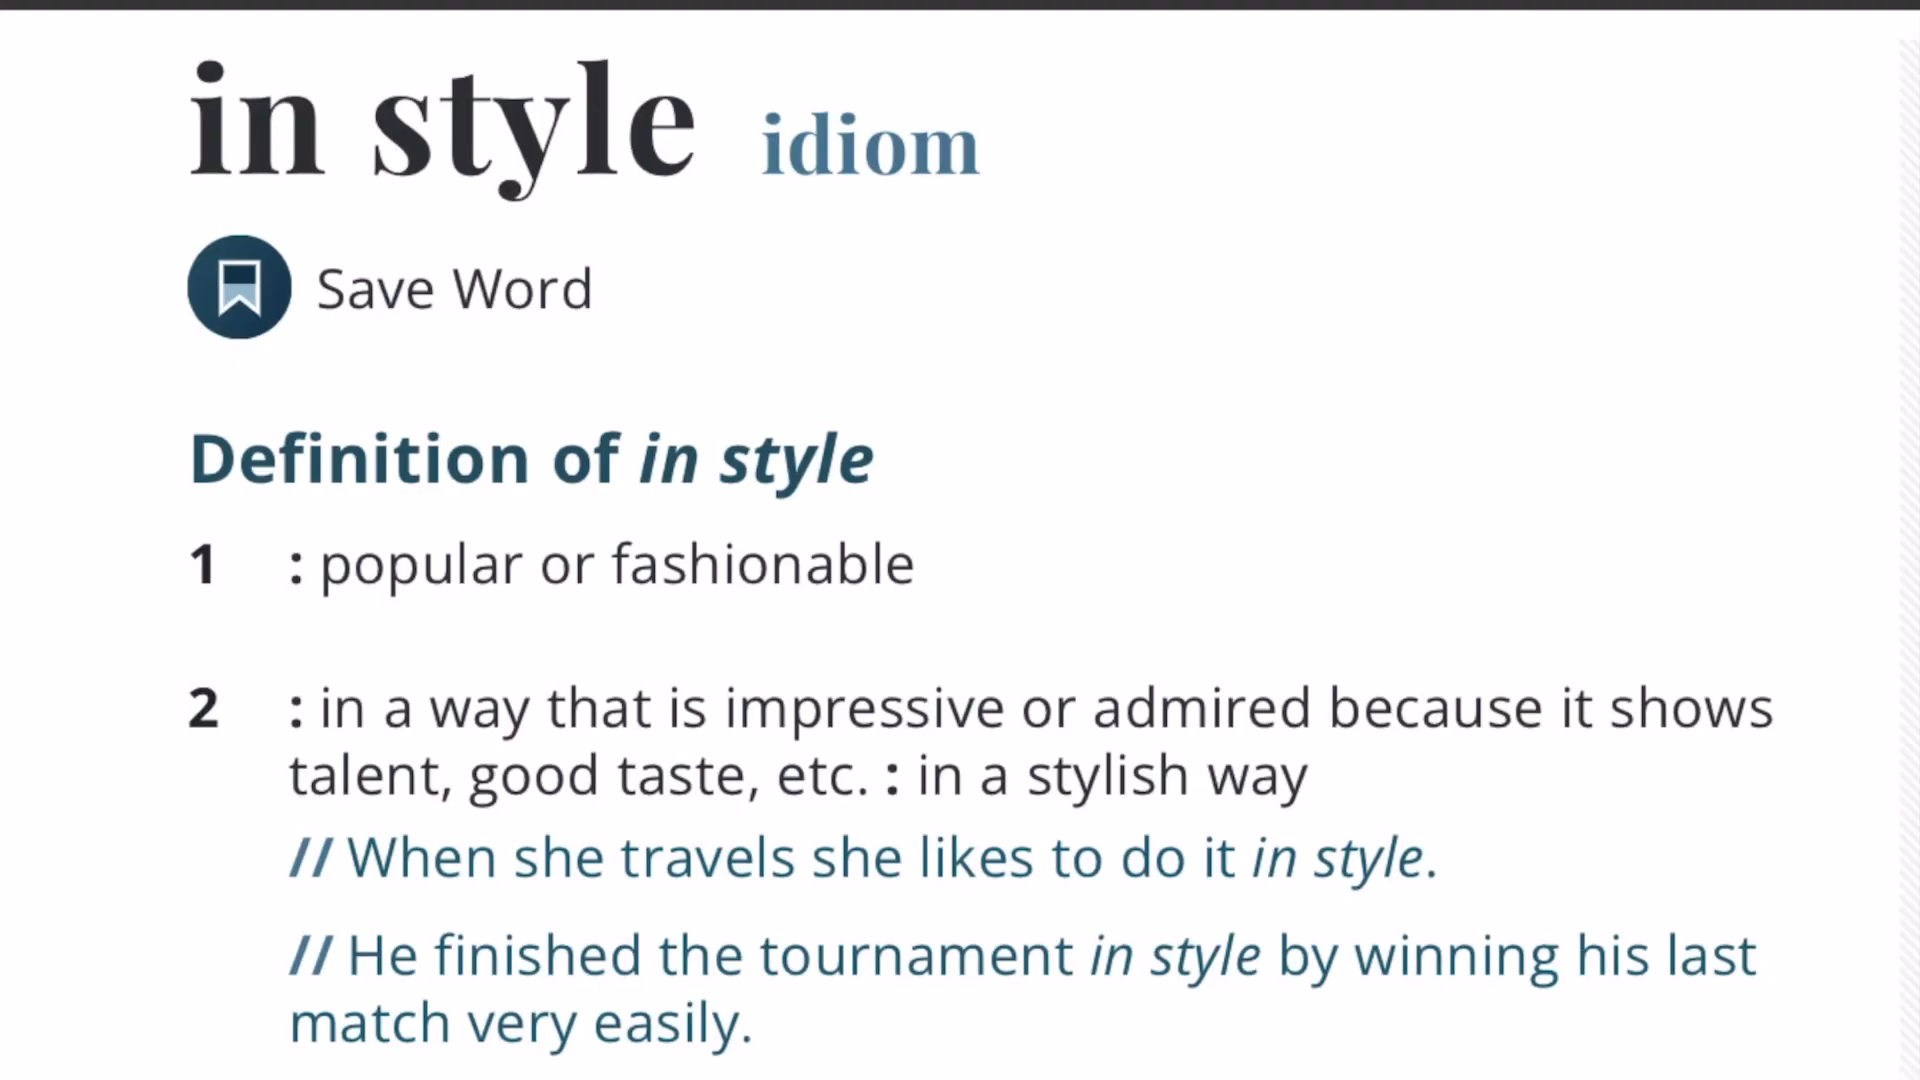 in style idiom
Save Word
Definition of in style
1 : popular or fashionable
2 : in a way that is impressive or admired because it shows
talent, good taste, etc. : in a stylish way
// When she travels she likes to do it in style.
// He finished the tournament in style by winning his last
match very easily.